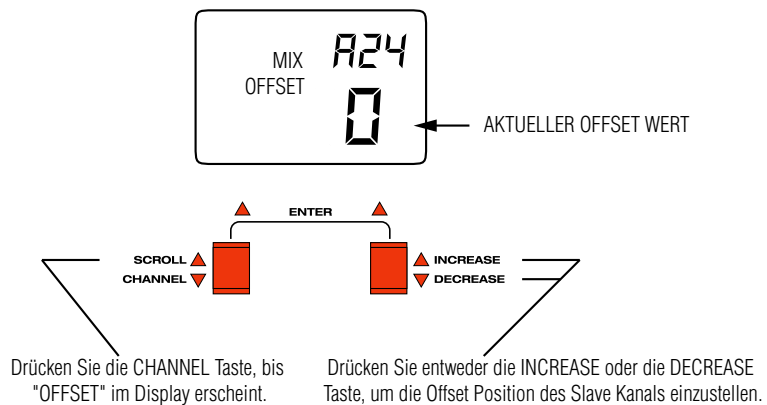 MIX
A24
OFFSET
0
AKTUELLER OFFSET WERT
ENTER
SCROLL
INCREASE
CHANNEL
DECREASE
Drücken Sie die CHANNEL Taste, bis
"OFFSET" im Display erscheint.
Drücken Sie entweder die INCREASE oder die DECREASE
Taste, um die Offset Position des Slave Kanals einzustellen.